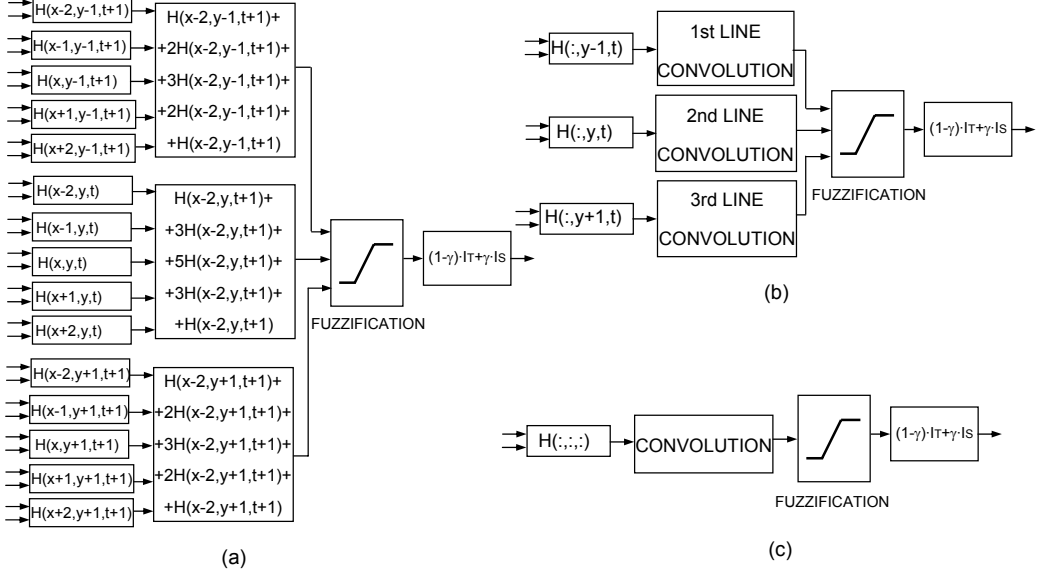 H(x-2,y-1,t+1)
H(x-1,y-1,t+1)
H(x,y-1,t+1)
H(x+1,y-1,t+1)
H(x+2,y-1,t+1)
H(x-2,y-1,t+1)+
+2H(x-2,y-1,t+1)+
+3H(x-2,y-1,t+1)+
+2H(x-2,y-1,t+1)+
+H(x-2,y-1,t+1)
H(x-2,y,t)
H(x-1,y,t)
H(x,y,t)
H(x+1,y,t)
H(x+2,y,t)
H(x-2,y,t+1)+
+3H(x-2,y,t+1)+
+5H(x-2,y,t+1)+
+3H(x-2,y,t+1)+
+H(x-2,y,t+1)
H(x-2,y+1,t+1)
H(x-1,y+1,t+1)
H(x,y+1,t+1)
H(x+1,y+1,t+1)
H(x+2,y+1,t+1)
H(x-2,y+1,t+1)+
+2H(x-2,y+1,t+1)+
+3H(x-2,y+1,t+1)+
+2H(x-2,y+1,t+1)+
+H(x-2,y+1,t+1)
FUZZIFICATION
(1-γ)·IT+γ·IS
(a)
H(:,y-1,t)
1st LINE
CONVOLUTION
H(:,y,t)
2nd LINE
CONVOLUTION
H(:,y+1,t)
3rd LINE
CONVOLUTION
FUZZIFICATION
(1-γ)·IT+γ·IS
(b)
H(:,:,:)
CONVOLUTION
FUZZIFICATION
(1-γ)·IT+γ·IS
(c)